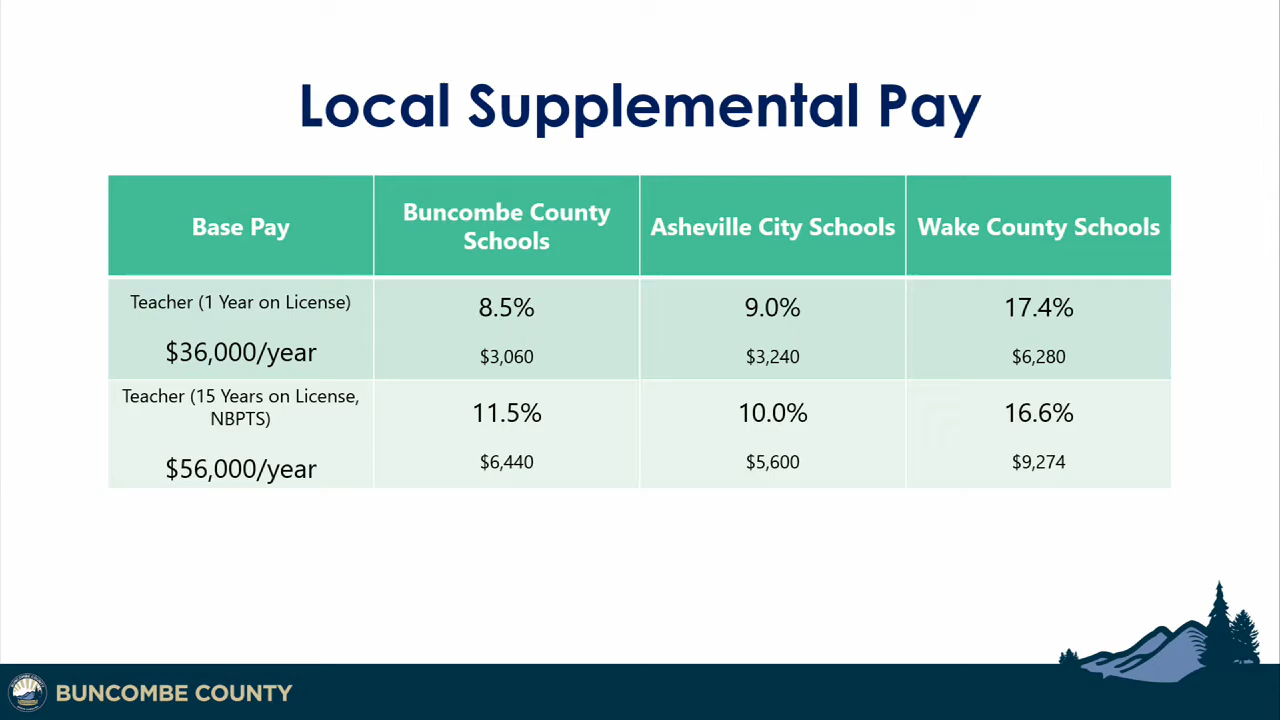 Local Supplemental Pay
Base Pay
Buncombe County
Schools
Asheville City Schools
Wake County Schools
Teacher (1 Year on License)
$36,000/year
8.5%
$3,060
9.0%
$3,240
17.4%
$6,280
Teacher (15 Years on License,
NBPTS)
$56,000/year
11.5%
$6,440
10.0%
$5,600
16.6%
$9,274
BUNCOMBE COUNTY